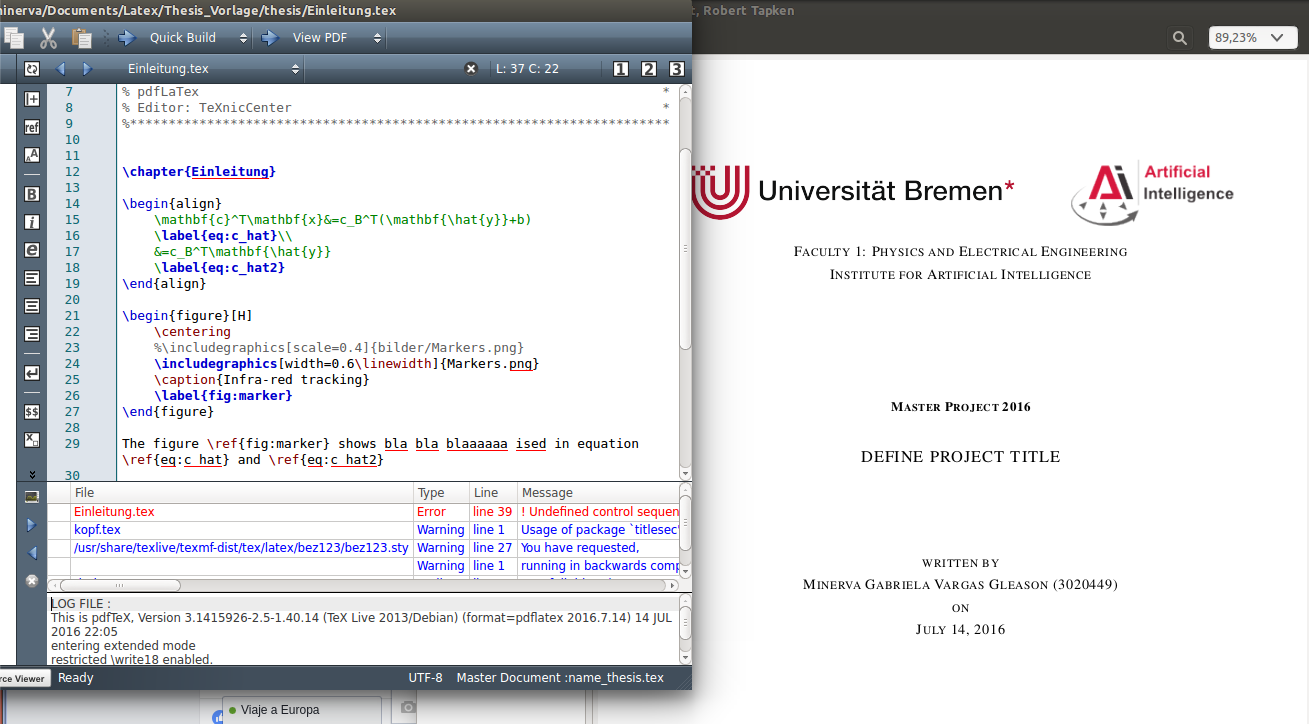 minerva/Documents/Latex/Thesis_Vorlage/thesis/Einleitung.tex
Quick Build
View PDF
Einleitung.tex
L: 37 C: 22
1 2 3
7 % pdfLaTex *
8 % Editor: TeXnicCenter *
9 %***********************************************************************
10
11
12 \chapter{Einleitung}
13
14 \begin{align}
15 \mathbf{c}^T\mathbf{x}&=c_B^T(\mathbf{\hat{y}}+b)
16 \label{eq:c_hat}\\
17 &=c_B^T\mathbf{\hat{y}}
18 \label{eq:c_hat2}
19 \end{align}
20
21 \begin{figure}[H]
22 \centering
23 %\includegraphics[scale=0.4]{bilder/Markers.png}
24 \includegraphics[width=0.6\linewidth]{Markers.png}
25 \caption{Infra-red tracking}
26 \label{fig:marker}
27 \end{figure}
28
29 The figure \ref{fig:marker} shows bla bla blaaaaaa ised in equation
\ref{eq:c_hat} and \ref{eq:c_hat2}
30
ref
B
i
e
$$
File Type Line Message
Einleitung.tex Error line 39 ! Undefined control sequen
kopf.tex Warning line 1 Usage of package `titlesec'
/usr/share/texlive/texmf-dist/tex/latex/bez123/bez123.sty Warning line 27 You have requested,
Warning line 1 running in backwards comp
LOG FILE :
This is pdfTeX, Version 3.1415926-2.5-1.40.14 (TeX Live 2013/Debian) (format=pdflatex 2016.7.14) 14 JUL
2016 22:05
entering extended mode
restricted \write18 enabled.
rce Viewer
Ready
UTF-8
Master Document :name_thesis.tex
Viaje a Europa
t, Robert Tapken
89,23%
Universität Bremen*
Artificial
Intelligence
Faculty 1: Physics and Electrical Engineering
Institute for Artificial Intelligence
Master Project 2016
DEFINE PROJECT TITLE
written by
Minerva Gabriela Vargas Gleason (3020449)
on
July 14, 2016